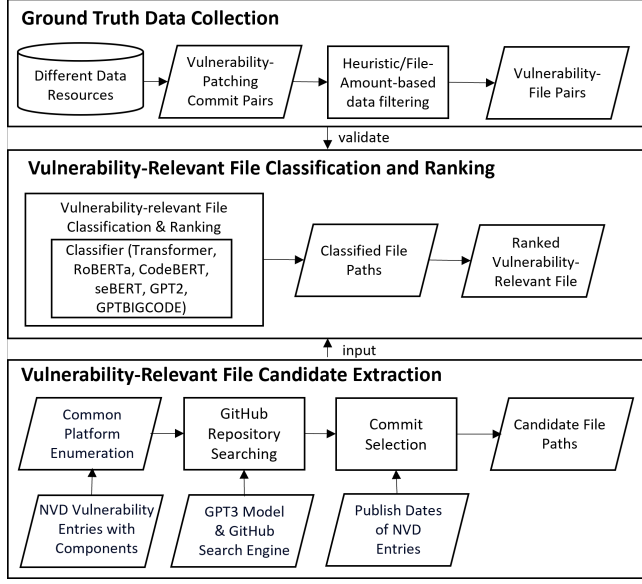 Ground Truth Data Collection
Different Data
Resources
Vulnerability-
Patching
Commit Pairs
Heuristic/File-
Amount-based
data filtering
Vulnerability-
File Pairs
validate
Vulnerability-Relevant File Classification and Ranking
Vulnerability-relevant File
Classification & Ranking
Classifier (Transformer,
RoBERTa, CodeBERT,
seBERT, GPT2,
GPTBIGCODE)
Classified File
Paths
Ranked
Vulnerability-
Relevant File
input
Vulnerability-Relevant File Candidate Extraction
Common
Platform
Enumeration
GitHub
Repository
Searching
Commit
Selection
Candidate File
Paths
NVD Vulnerability
Entries with
Components
GPT3 Model
& GitHub
Search Engine
Publish Dates
of NVD
Entries